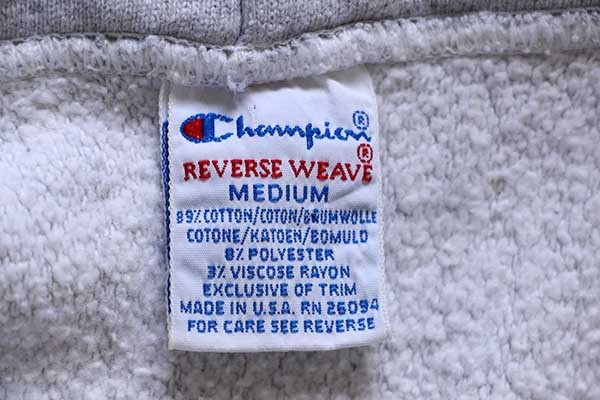 Champion®
REVERSE WEAVE®
MEDIUM
89% COTTON/COTON/BAUMWOLLE
COTONE/KATOEN/BOMULD
8% POLYESTER
3% VISCOSE RAYON
EXCLUSIVE OF TRIM
MADE IN U.S.A. RN 26094
FOR CARE SEE REVERSE